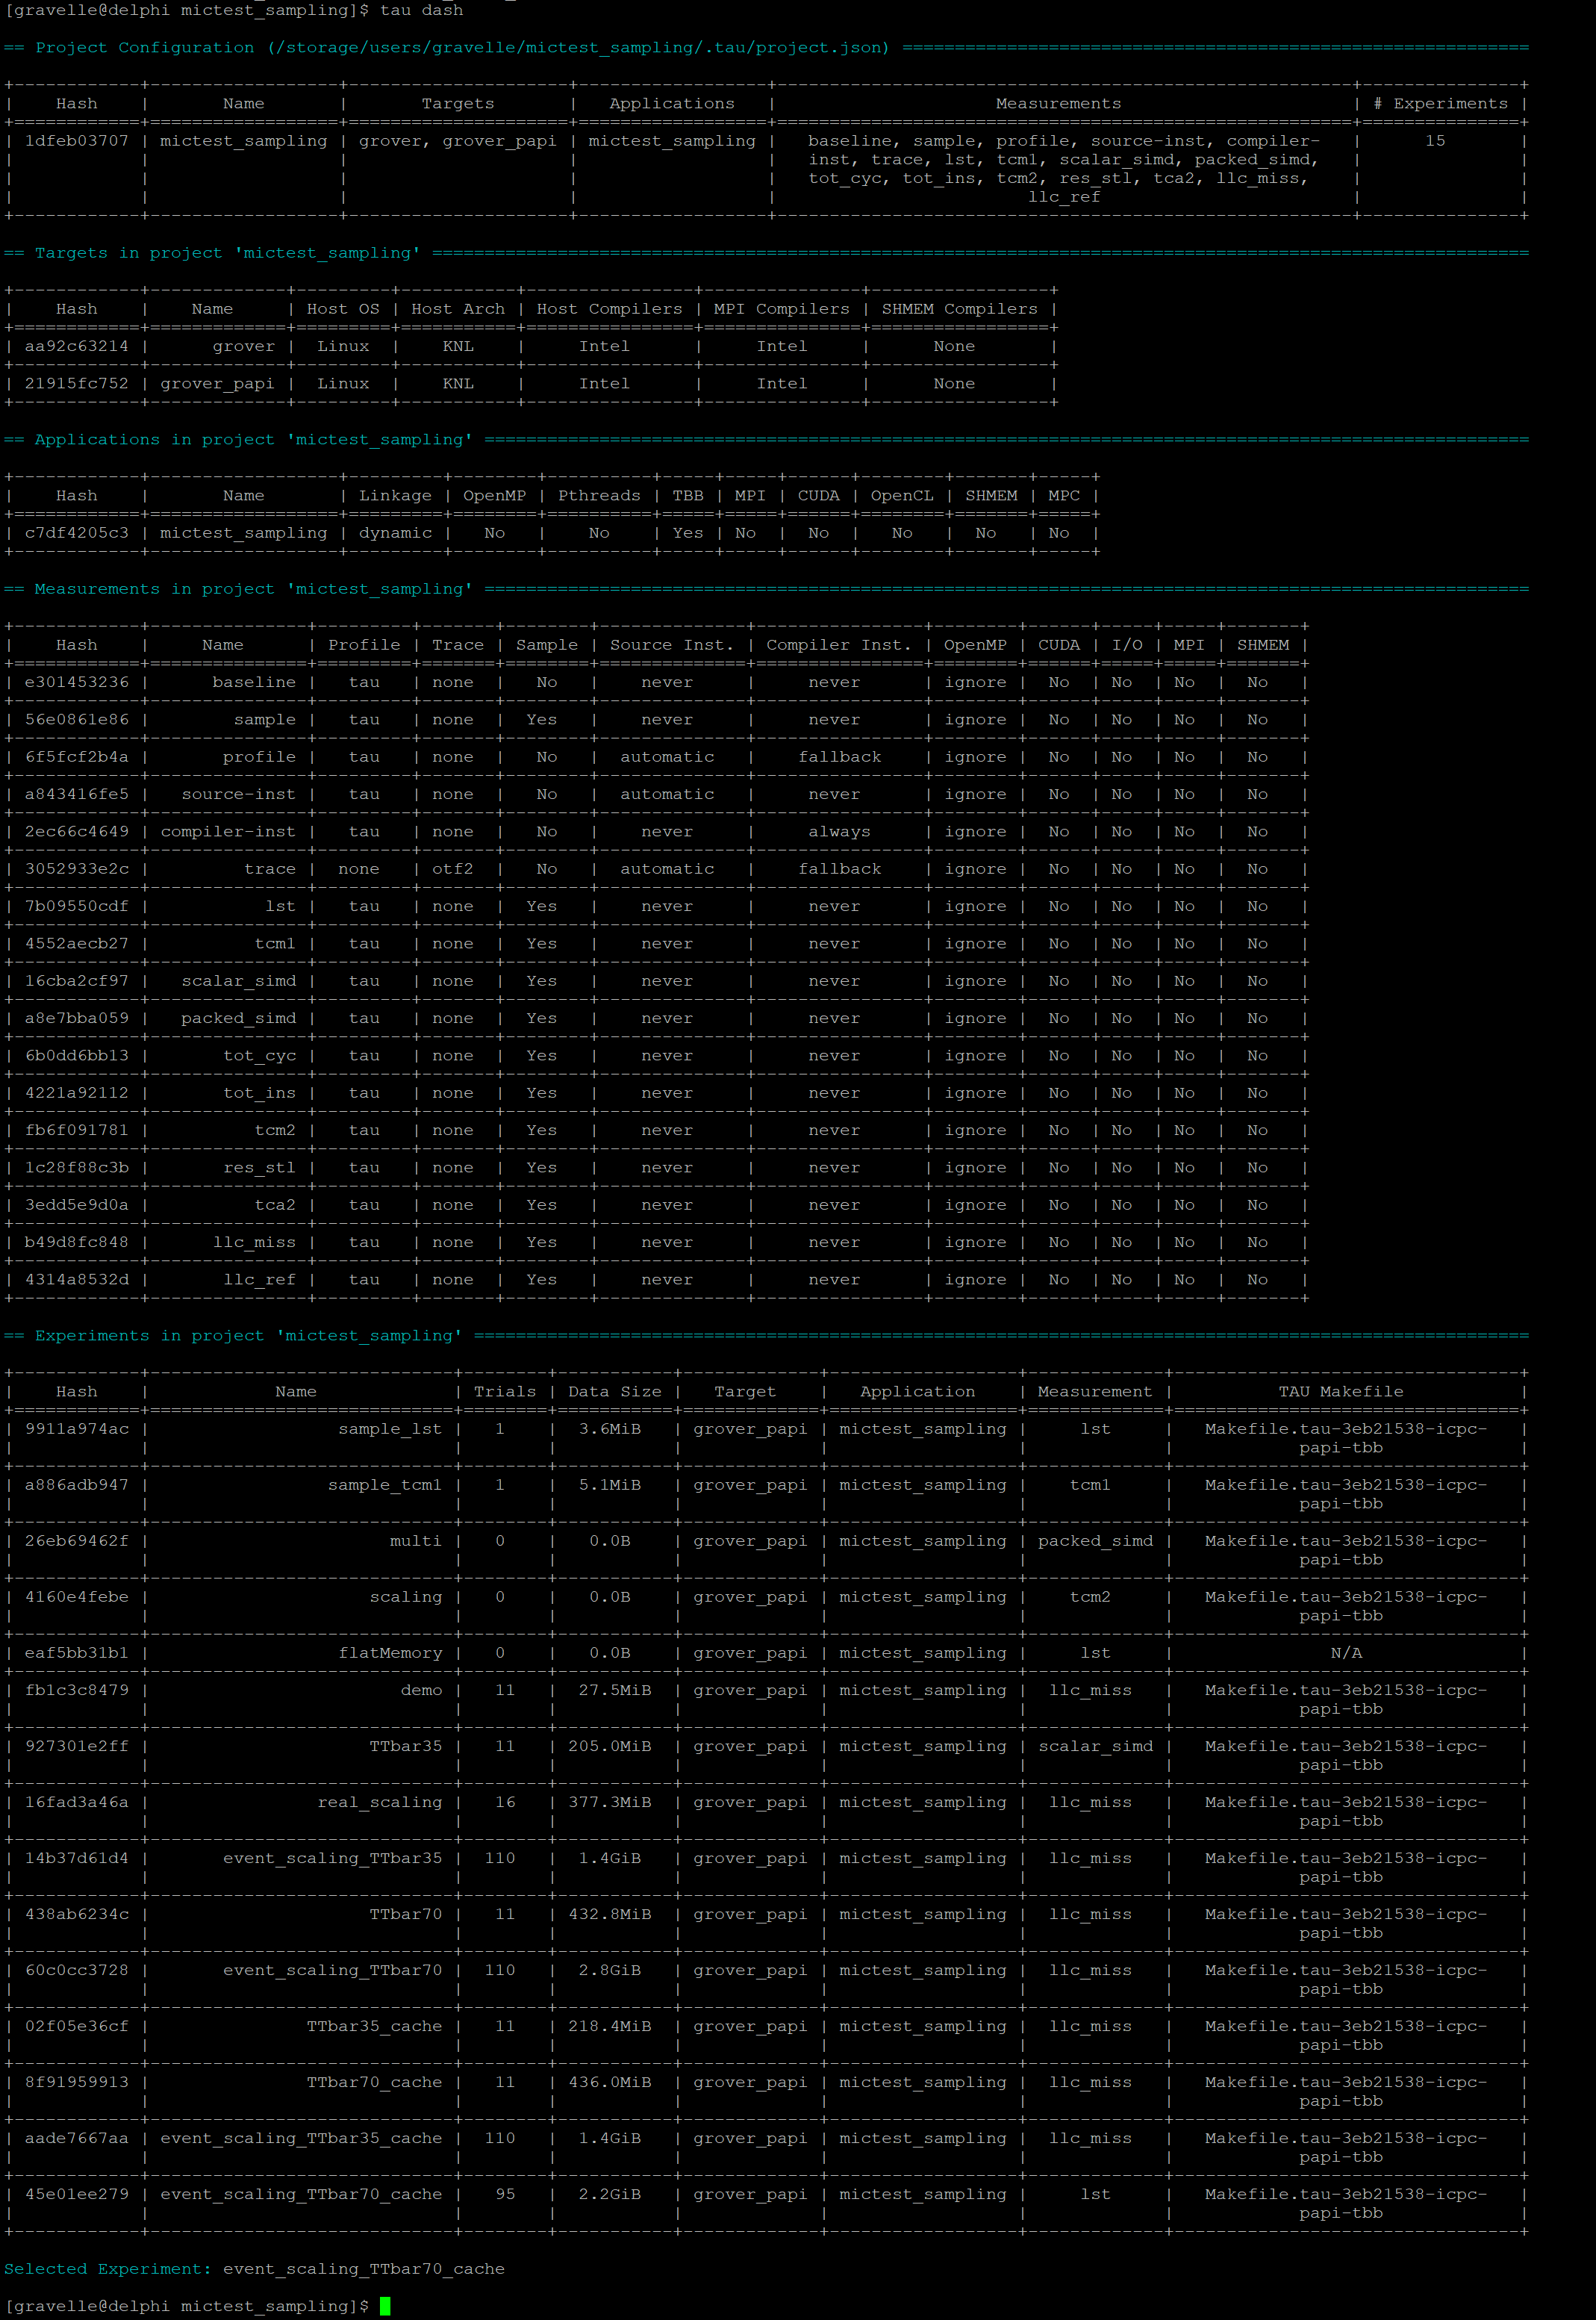 [gravelle@delphi mictest_sampling]$ tau dash
== Project Configuration (/storage/users/gravelle/mictest_sampling/.tau/project.json) ============================================================
+-------------+------------------+---------------------+------------------+-------------------------------------------------------+---------------+
| Hash | Name | Targets | Applications | Measurements | # Experiments |
| 1dfeb03707 | mictest_sampling | grover, grover_papi | mictest_sampling | baseline, sample, profile, source-inst, compiler- | 15 |
| | | | | inst, trace, lst, tcm1, scalar_simd, packed_simd, | |
| | | | | tot_cyc, tot_ins, tcm2, res_stl, tca2, llc_miss, | |
| | | | | llc_ref | |
== Targets in project 'mictest_sampling' ==========
| Hash | Name | Host OS | Host Arch | Host Compilers | MPI Compilers | SHMEM Compilers |
| aa92c63214 | grover | Linux | KNL | Intel | Intel | None |
| 21915fc752 | grover_papi | Linux | KNL | Intel | Intel | None |
== Applications in project 'mictest_sampling' ==========
| Hash | Name | Linkage | OpenMP | Pthreads | TBB | MPI | CUDA | OpenCL | SHMEM | MPC |
| c7df4205c3 | mictest_sampling | dynamic | No | No | Yes | No | No | No | No | No |
== Measurements in project 'mictest_sampling' ==========
| Hash | Name | Profile | Trace | Sample | Source Inst. | Compiler Inst. | OpenMP | CUDA | I/O | MPI | SHMEM |
| e301453236 | baseline | tau | none | No | never | never | ignore | No | No | No | No |
| 56e0861e86 | sample | tau | none | Yes | never | never | ignore | No | No | No | No |
| 6f5fcf2b4a | profile | tau | none | No | automatic | fallback | ignore | No | No | No | No |
| a843416fe5 | source-inst | tau | none | No | automatic | never | ignore | No | No | No | No |
| 2ec66c4649 | compiler-inst | tau | none | No | never | always | ignore | No | No | No | No |
| 3052933e2c | trace | none | otf2 | No | automatic | fallback | ignore | No | No | No | No |
| 7b09550cdf | lst | tau | none | Yes | never | never | ignore | No | No | No | No |
| 4552aecb27 | tcm1 | tau | none | Yes | never | never | ignore | No | No | No | No |
| 16cba2cf97 | scalar_simd | tau | none | Yes | never | never | ignore | No | No | No | No |
| a8e7bba059 | packed_simd | tau | none | Yes | never | never | ignore | No | No | No | No |
| 6b0dd6bb13 | tot_cyc | tau | none | Yes | never | never | ignore | No | No | No | No |
| 4221a92112 | tot_ins | tau | none | Yes | never | never | ignore | No | No | No | No |
| fb6f091781 | tcm2 | tau | none | Yes | never | never | ignore | No | No | No | No |
| 1c28f88c3b | res_stl | tau | none | Yes | never | never | ignore | No | No | No | No |
| 3edd5e9d0a | tca2 | tau | none | Yes | never | never | ignore | No | No | No | No |
| b49d8fc848 | llc_miss | tau | none | Yes | never | never | ignore | No | No | No | No |
| 4314a8532d | llc_ref | tau | none | Yes | never | never | ignore | No | No | No | No |
== Experiments in project 'mictest_sampling' ==========
| Hash | Name | Trials | Data Size | Target | Application | Measurement | TAU Makefile |
| 9911a974ac | sample_lst | 1 | 3.6MiB | grover_papi | mictest_sampling | lst | Makefile.tau-3eb21538-icpc- |
| | | | | | | | papi-tbb |
| a886adb947 | sample_tcm1 | 1 | 5.1MiB | grover_papi | mictest_sampling | tcm1 | Makefile.tau-3eb21538-icpc- |
| | | | | | | | papi-tbb |
| 26eb69462f | multi | 0 | 0.0B | grover_papi | mictest_sampling | packed_simd | Makefile.tau-3eb21538-icpc- |
| | | | | | | | papi-tbb |
| 4160e4febe | scaling | 0 | 0.0B | grover_papi | mictest_sampling | tcm2 | Makefile.tau-3eb21538-icpc- |
| | | | | | | | papi-tbb |
| eaf5bb31b1 | flatMemory | 0 | 0.0B | grover_papi | mictest_sampling | lst | N/A |
| fb1c3c8479 | demo | 11 | 27.5MiB | grover_papi | mictest_sampling | llc_miss | Makefile.tau-3eb21538-icpc- |
| | | | | | | | papi-tbb |
| 927301e2ff | TTbar35 | 11 | 205.0MiB | grover_papi | mictest_sampling | scalar_simd | Makefile.tau-3eb21538-icpc- |
| | | | | | | | papi-tbb |
| 16fad3a46a | real_scaling | 16 | 377.3MiB | grover_papi | mictest_sampling | llc_miss | Makefile.tau-3eb21538-icpc- |
| | | | | | | | papi-tbb |
| 14b37d61d4 | event_scaling_TTbar35 | 110 | 1.4GiB | grover_papi | mictest_sampling | llc_miss | Makefile.tau-3eb21538-icpc- |
| | | | | | | | papi-tbb |
| 438ab6234c | TTbar70 | 11 | 432.8MiB | grover_papi | mictest_sampling | llc_miss | Makefile.tau-3eb21538-icpc- |
| | | | | | | | papi-tbb |
| 60c0cc3728 | event_scaling_TTbar70 | 110 | 2.8GiB | grover_papi | mictest_sampling | llc_miss | Makefile.tau-3eb21538-icpc- |
| | | | | | | | papi-tbb |
| 02f05e36cf | TTbar35_cache | 11 | 218.4MiB | grover_papi | mictest_sampling | llc_miss | Makefile.tau-3eb21538-icpc- |
| | | | | | | | papi-tbb |
| 8f91959913 | TTbar70_cache | 11 | 436.0MiB | grover_papi | mictest_sampling | llc_miss | Makefile.tau-3eb21538-icpc- |
| | | | | | | | papi-tbb |
| aade7667aa | event_scaling_TTbar35_cache | 110 | 1.4GiB | grover_papi | mictest_sampling | llc_miss | Makefile.tau-3eb21538-icpc- |
| | | | | | | | papi-tbb |
| 45e01ee279 | event_scaling_TTbar70_cache | 95 | 2.2GiB | grover_papi | mictest_sampling | lst | Makefile.tau-3eb21538-icpc- |
| | | | | | | | papi-tbb |
Selected Experiment: event_scaling_TTbar70_cache
[gravelle@delphi mictest_sampling]$